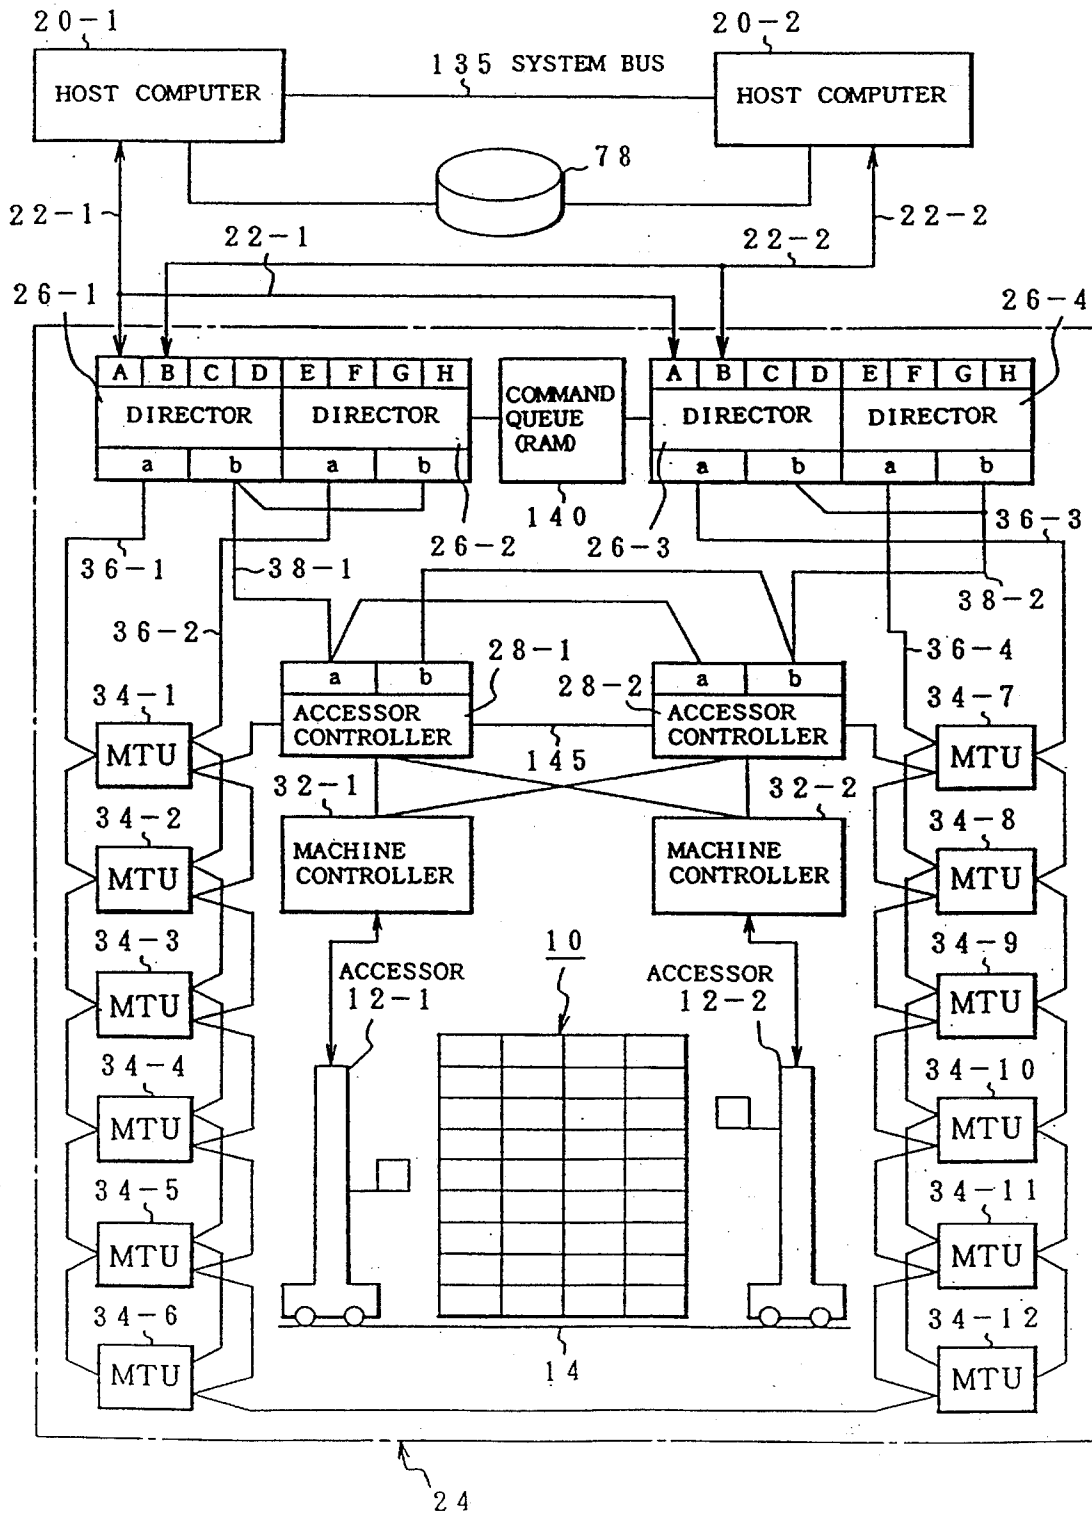 20-1
20-2
135 SYSTEM BUS
HOST COMPUTER
HOST COMPUTER
78
22-1
22-2
22-1
22-2
26-1
26-4
A B C D E F G H
A B C D E F G H
COMMAND
QUEUE
(RAM)
DIRECTOR
DIRECTOR
DIRECTOR
DIRECTOR
a b a b
a b a b
140
36-3
26-2
26-3
36-1
38-1
38-2
36-2
36-4
28-1
28-2
a b
a b
34-1
34-7
ACCESSOR
CONTROLLER
ACCESSOR
CONTROLLER
MTU
MTU
145
32-1
32-2
34-2
34-8
MACHINE
CONTROLLER
MACHINE
CONTROLLER
MTU
MTU
34-3
34-9
10
ACCESSOR
12-1
ACCESSOR
12-2
MTU
MTU
34-4
34-10
MTU
MTU
34-5
34-11
MTU
MTU
34-6
34-12
14
MTU
MTU
24